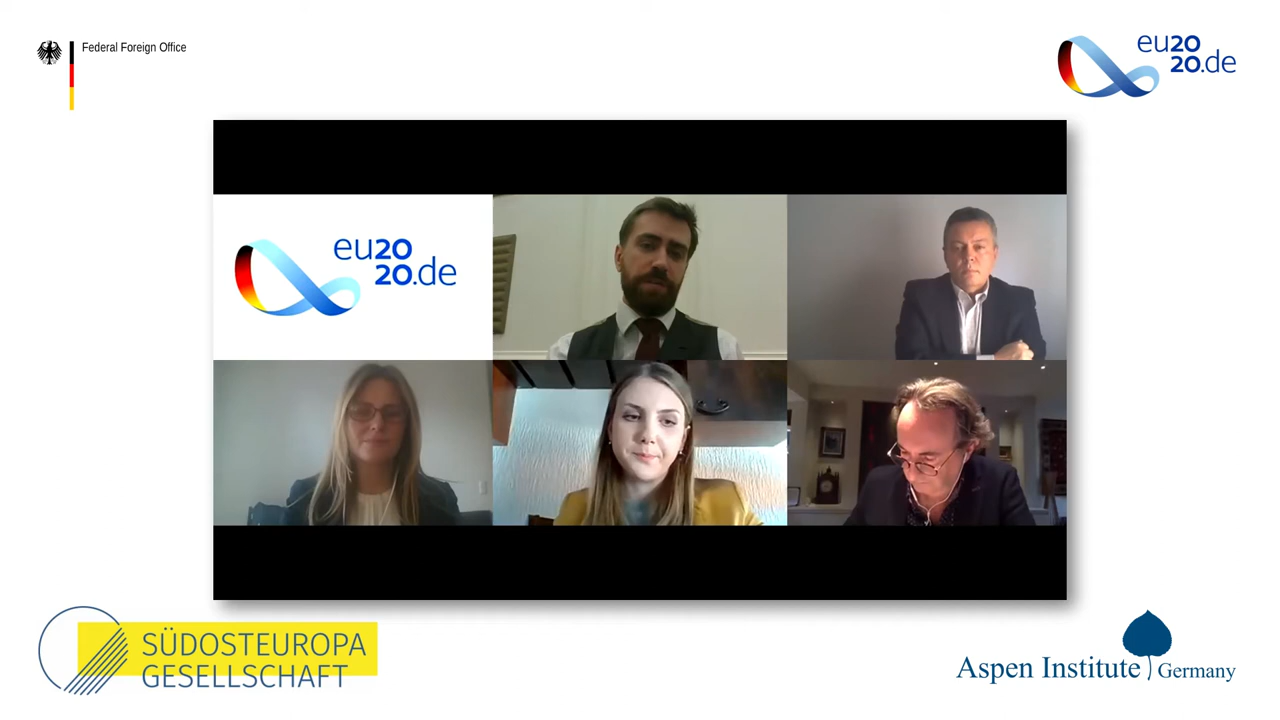 Federal Foreign Office
eu20
20.de
eu20
20.de
SÜDOSTEUROPA
GESELLSCHAFT
Aspen Institute Germany